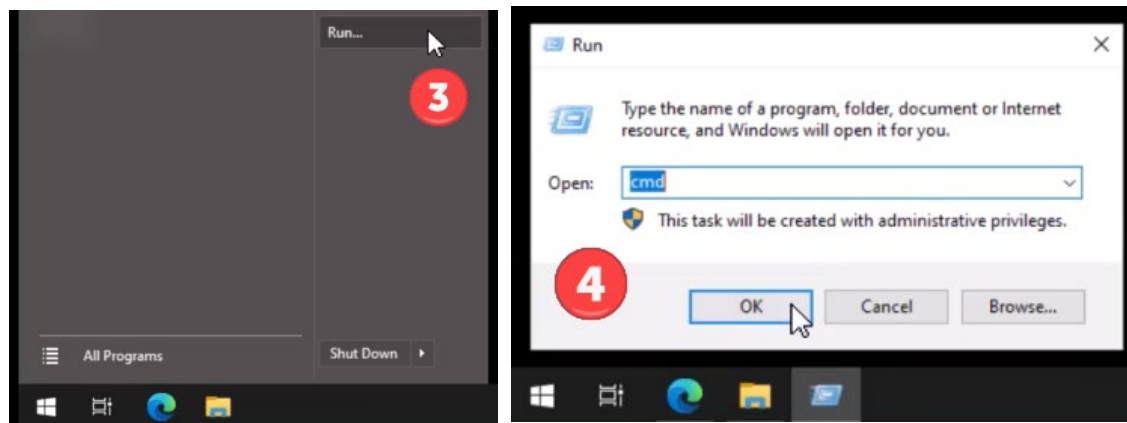 Run...
3
All Programs
Shut Down
Run
Type the name of a program, folder, document or Internet
resource, and Windows will open it for you.
Open:
cmd
This task will be created with administrative privileges.
4
OK
Cancel
Browse...